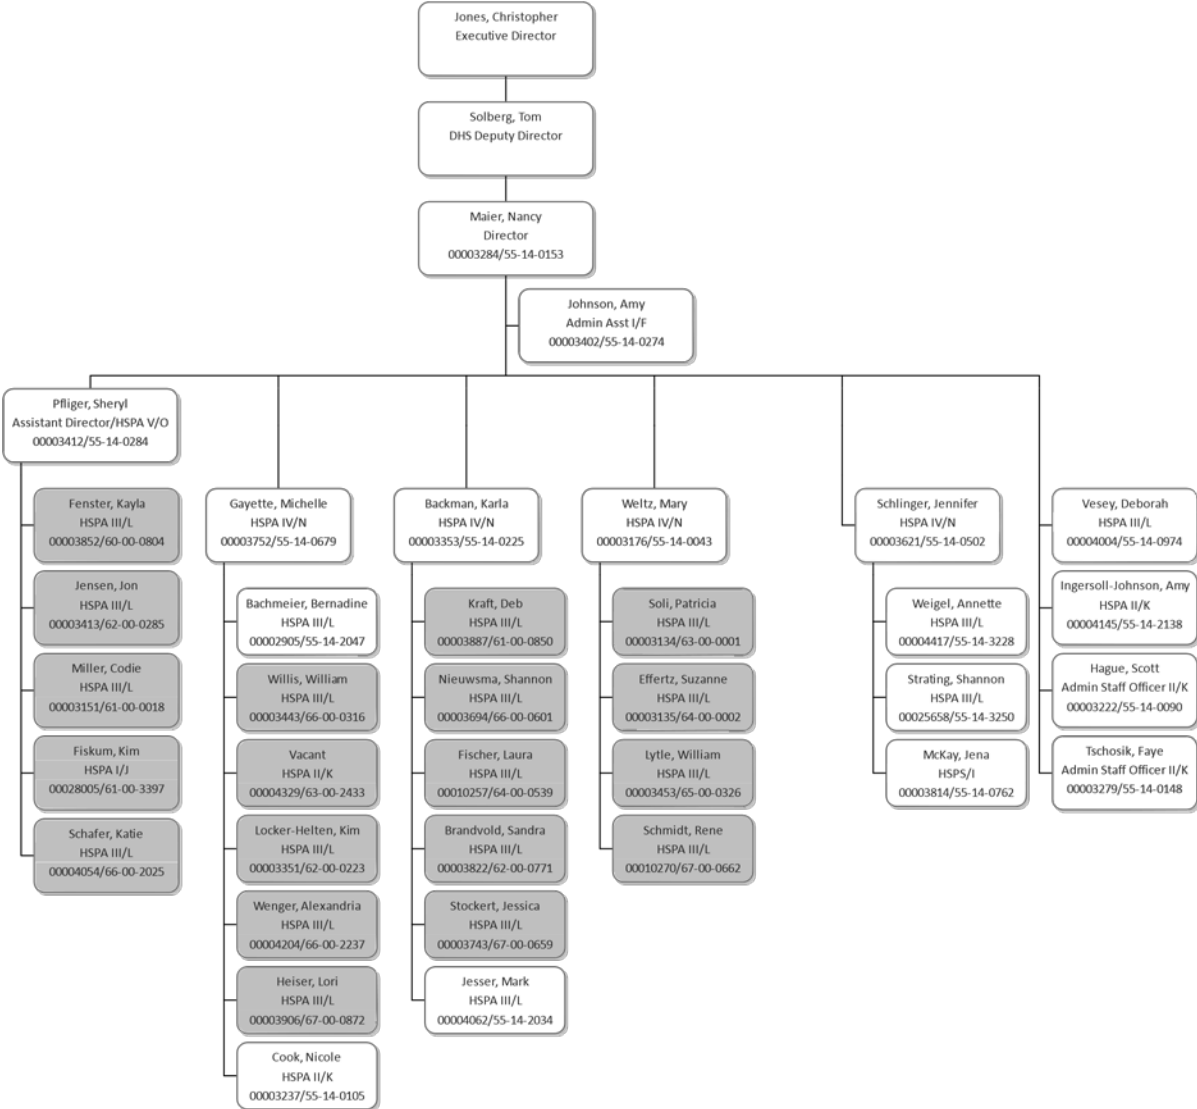 Jones, Christopher
Executive Director
Solberg, Tom
DHS Deputy Director
Maier, Nancy
Director
00003284/55-14-0153
Johnson, Amy
Admin Asst I/F
00003402/55-14-0274
Pfliger, Sheryl
Assistant Director/HSPA V/O
00003412/55-14-0284
Fenster, Kayla
HSPA III/L
00003852/60-00-0804
Jensen, Jon
HSPA III/L
00003413/62-00-0285
Miller, Codie
HSPA III/L
00003151/61-00-0018
Fiskum, Kim
HSPA I/J
00028005/61-00-3397
Schafer, Katie
HSPA III/L
00004054/66-00-2025
Gayette, Michelle
HSPA IV/N
00003752/55-14-0679
Bachmeier, Bernadine
HSPA III/L
00002905/55-14-2047
Willis, William
HSPA III/L
00003443/66-00-0316
Vacant
HSPA II/K
00004329/63-00-2433
Locker-Helten, Kim
HSPA III/L
00003351/62-00-0223
Wenger, Alexandria
HSPA III/L
00004204/66-00-2237
Heiser, Lori
HSPA III/L
00003906/67-00-0872
Cook, Nicole
HSPA II/K
00003237/55-14-0105
Backman, Karla
HSPA IV/N
00003353/55-14-0225
Kraft, Deb
HSPA III/L
00003887/61-00-0850
Nieuwsma, Shannon
HSPA III/L
00003694/66-00-0601
Fischer, Laura
HSPA III/L
00010257/64-00-0539
Brandvold, Sandra
HSPA III/L
00003822/62-00-0771
Stockert, Jessica
HSPA III/L
00003743/67-00-0659
Jesser, Mark
HSPA III/L
00004062/55-14-2034
Weltz, Mary
HSPA IV/N
00003176/55-14-0043
Soli, Patricia
HSPA III/L
00003134/63-00-0001
Effertz, Suzanne
HSPA III/L
00003135/64-00-0002
Lytle, William
HSPA III/L
00003453/65-00-0326
Schmidt, Rene
HSPA III/L
00010270/67-00-0662
Schlinger, Jennifer
HSPA IV/N
00003621/55-14-0502
Weigel, Annette
HSPA III/L
00004417/55-14-3228
Strating, Shannon
HSPA III/L
00025658/55-14-3250
McKay, Jena
HSPS/I
00003814/55-14-0762
Vesey, Deborah
HSPA III/L
00004004/55-14-0974
Ingersoll-Johnson, Amy
HSPA II/K
00004145/55-14-2138
Hague, Scott
Admin Staff Officer II/K
00003222/55-14-0090
Tschosik, Faye
Admin Staff Officer II/K
00003279/55-14-0148